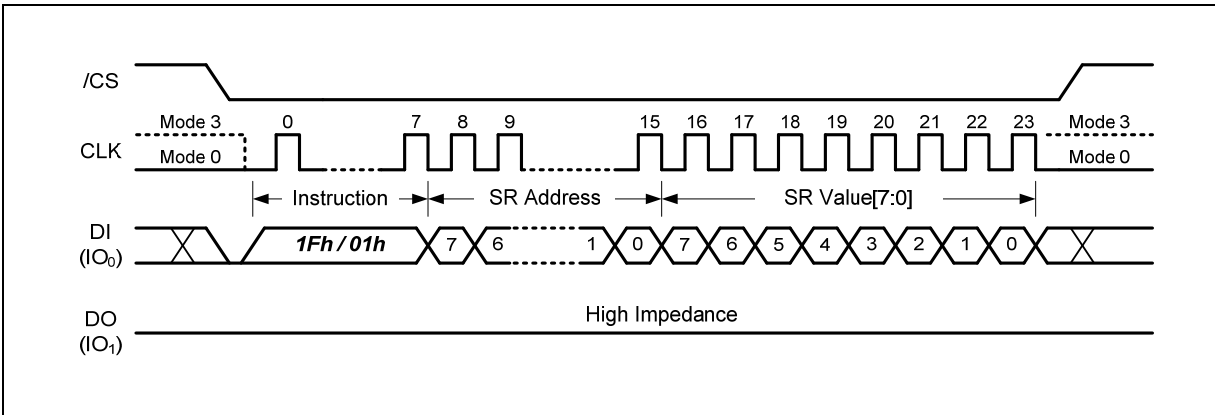 /CS
Mode 3 0 7 8 9 15 16 17 18 19 20 21 22 23 Mode 3
CLK Mode 0 Mode 0
Instruction SR Address SR Value[7:0]
DI 1Fh / 01h 7 6 1 0 7 6 5 4 3 2 1 0
(IO₀)
High Impedance
DO
(IO₁)